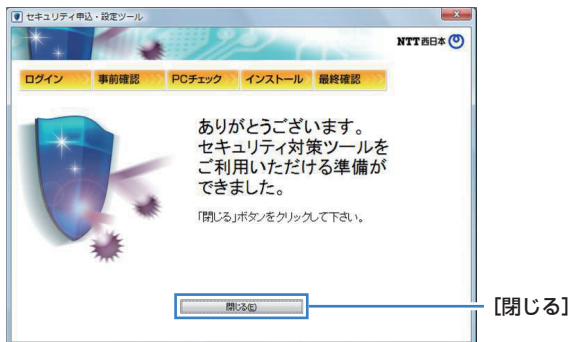 セキュリティ申込・設定ツール
NTT西日本
ログイン 事前確認 PCチェック インストール 最終確認
ありがとうございます。
セキュリティ対策ツールを
ご利用いただける準備が
できました。
「閉じる」ボタンをクリックして下さい。
閉じる(E) [閉じる]